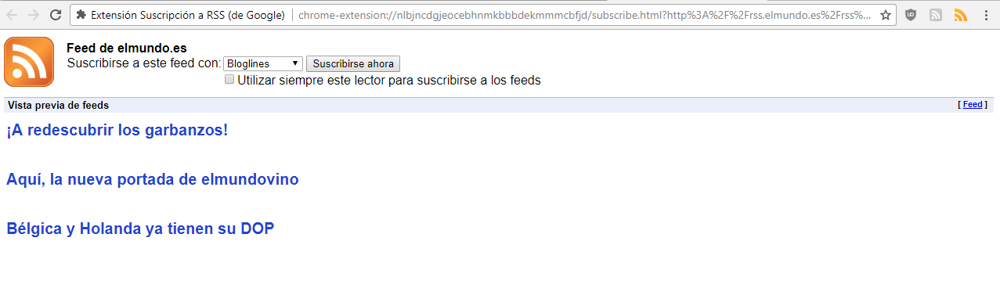 Extensión Suscripción a RSS (de Google) chrome-extension://nlbjncdgjeocebhnmkbbbdekmmmcbfjd/subscribe.html?http%3A%2F%2Frss.elmundo.es%2Frss%...
Feed de elmundo.es
Suscribirse a este feed con: Bloglines Suscribirse ahora
Utilizar siempre este lector para suscribirse a los feeds
Vista previa de feeds [ Feed ]
¡A redescubrir los garbanzos!
Aquí, la nueva portada de elmundovino
Bélgica y Holanda ya tienen su DOP